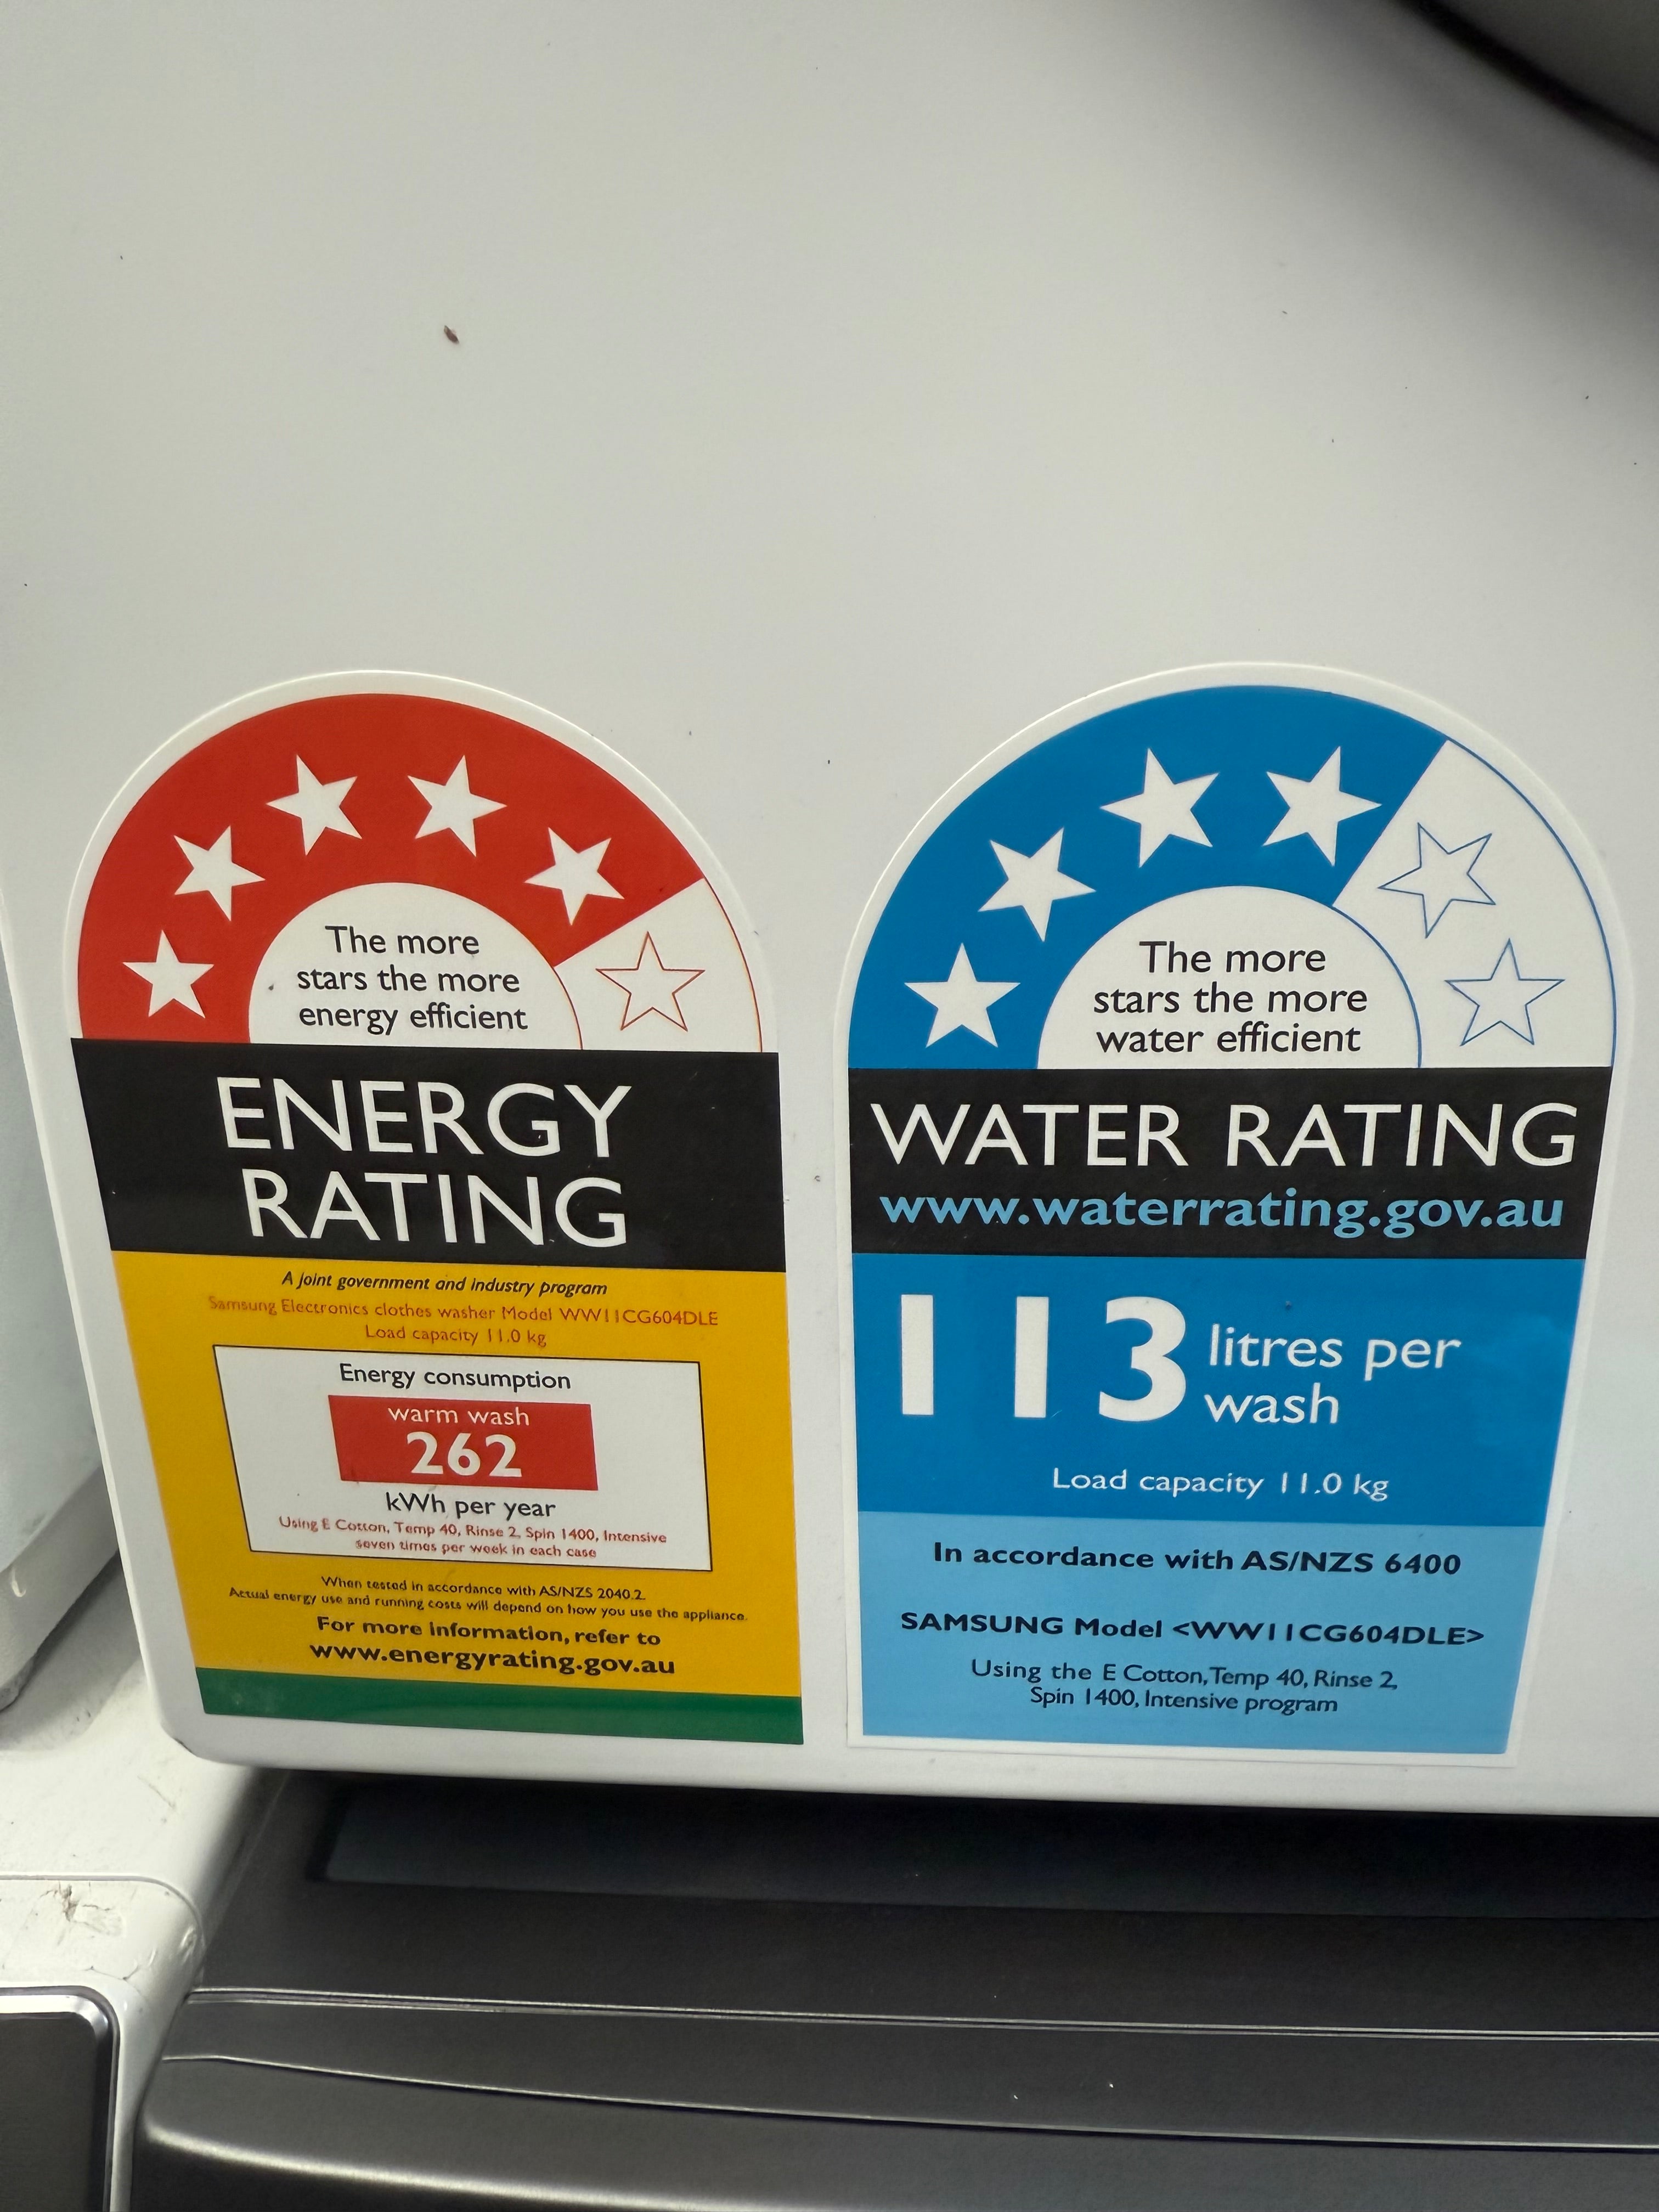 The more
stars the more
energy efficient
ENERGY
RATING
A joint government and industry program
Samsung Electronics clothes washer Model WW11CG604DLE
Load capacity 11.0 kg
Energy consumption
warm wash
262
kWh per year
Using E Cotton, Temp 40, Rinse 2, Spin 1400, Intensive
seven times per week in each case
When tested in accordance with AS/NZS 2040.2.
Actual energy use and running costs will depend on how you use the appliance.
For more information, refer to
www.energyrating.gov.au
The more
stars the more
water efficient
WATER RATING
www.waterrating.gov.au
113 litres per
wash
Load capacity 11.0 kg
In accordance with AS/NZS 6400
SAMSUNG Model <WW11CG604DLE>
Using the E Cotton, Temp 40, Rinse 2,
Spin 1400, Intensive program